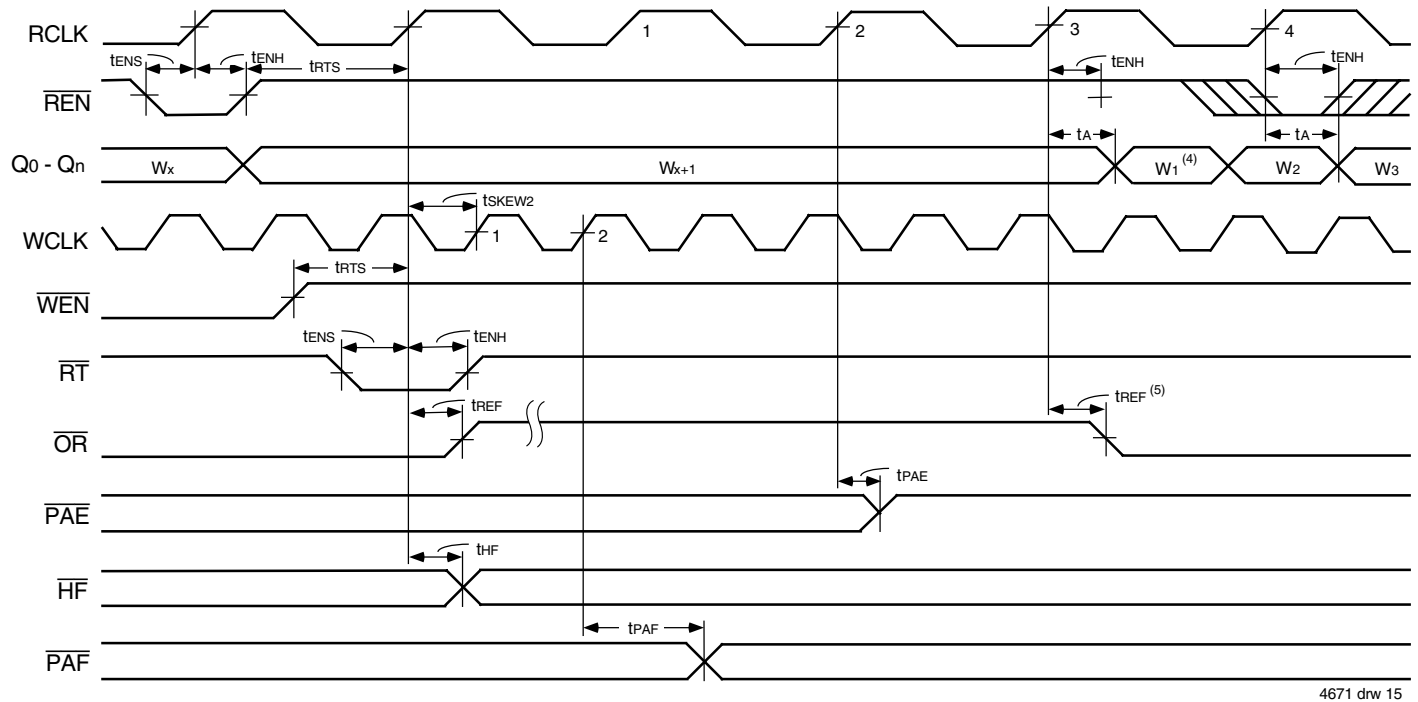 RCLK 1 2 3 4
tENS tENH tRTS tENH tENH
REN
tA tA
Q0 - Qn Wx Wx+1 W1 (4) W2 W3
tSKEW2
WCLK 1 2
tRTS
WEN
tENS tENH
RT
tREF tREF (5)
OR
tPAE
PAE
tHF
HF
tPAF
PAF
4671 drw 15